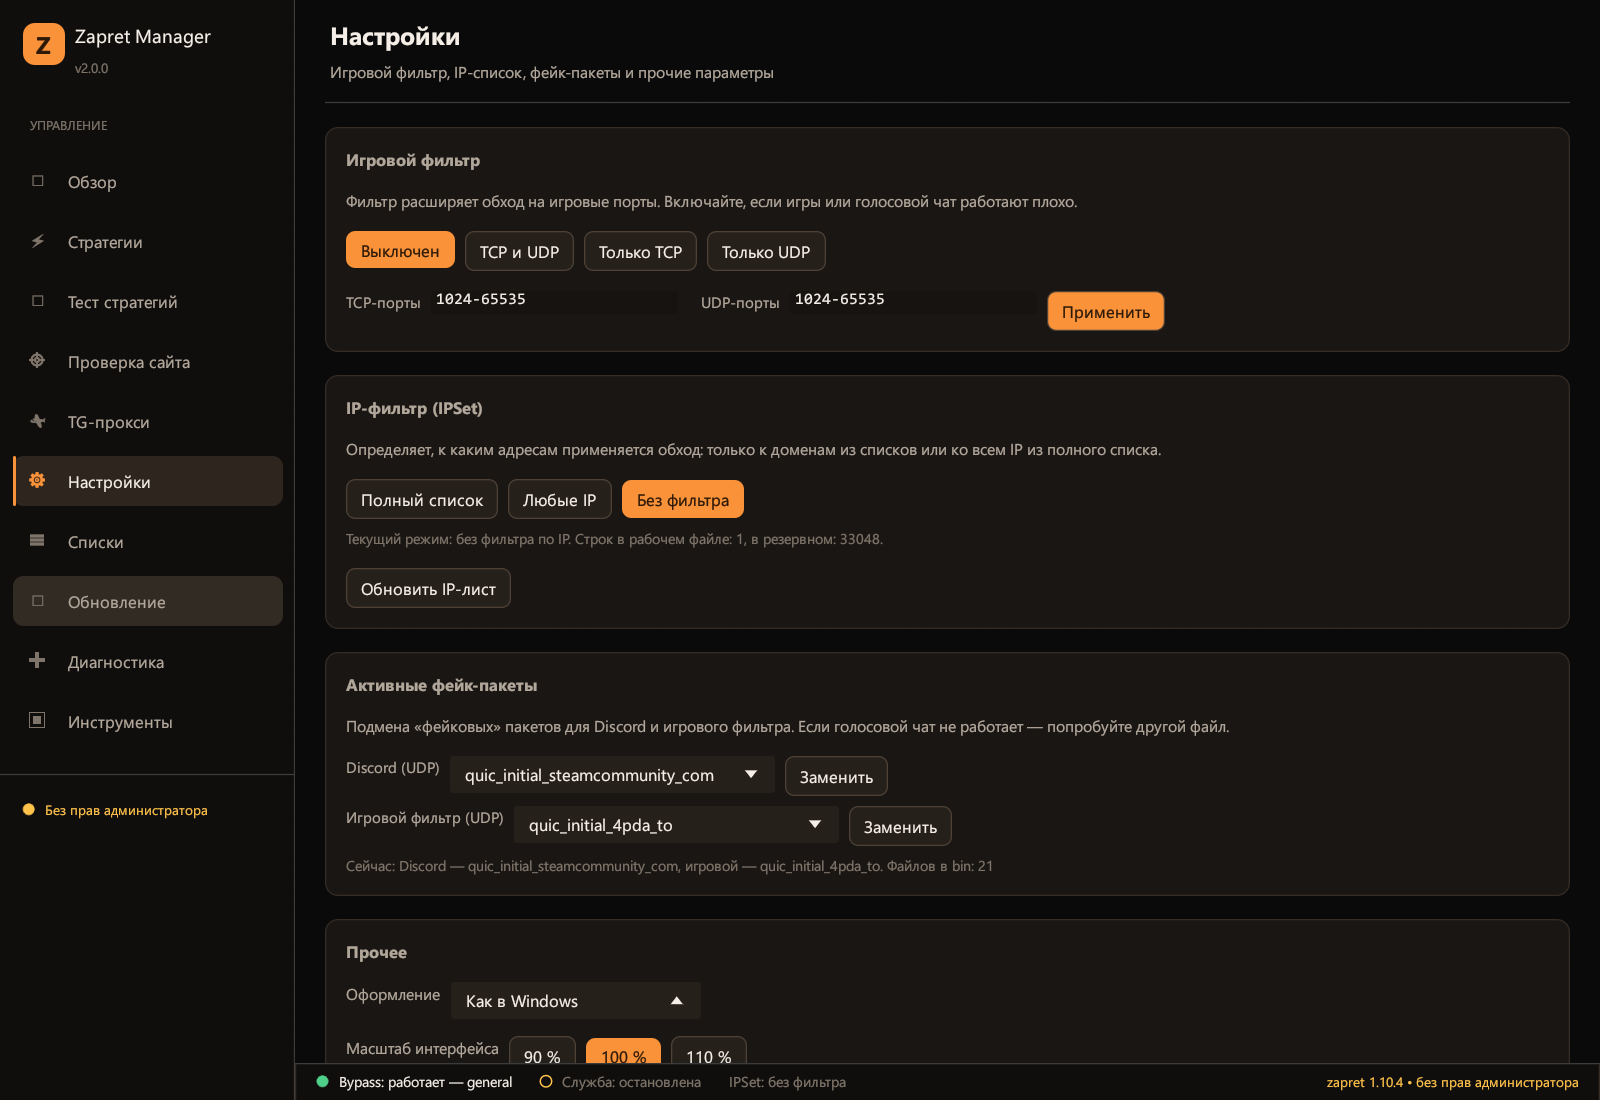 Z
Zapret Manager
v2.0.0
УПРАВЛЕНИЕ
Обзор
Стратегии
Тест стратегий
Проверка сайта
TG-прокси
Настройки
Списки
Обновление
Диагностика
Инструменты
Без прав администратора
Настройки
Игровой фильтр, IP-список, фейк-пакеты и прочие параметры
Игровой фильтр
Фильтр расширяет обход на игровые порты. Включайте, если игры или голосовой чат работают плохо.
Выключен TCP и UDP Только TCP Только UDP
TCP-порты 1024-65535 UDP-порты 1024-65535 Применить
IP-фильтр (IPSet)
Определяет, к каким адресам применяется обход: только к доменам из списков или ко всем IP из полного списка.
Полный список Любые IP Без фильтра
Текущий режим: без фильтра по IP. Строк в рабочем файле: 1, в резервном: 33048.
Обновить IP-лист
Активные фейк-пакеты
Подмена «фейковых» пакетов для Discord и игрового фильтра. Если голосовой чат не работает — попробуйте другой файл.
Discord (UDP) quic_initial_steamcommunity_com Заменить
Игровой фильтр (UDP) quic_initial_4pda_to Заменить
Сейчас: Discord — quic_initial_steamcommunity_com, игровой — quic_initial_4pda_to. Файлов в bin: 21
Прочее
Оформление Как в Windows
Масштаб интерфейса 90 % 100 % 110 %
Bypass: работает — general Служба: остановлена IPSet: без фильтра zapret 1.10.4 • без прав администратора